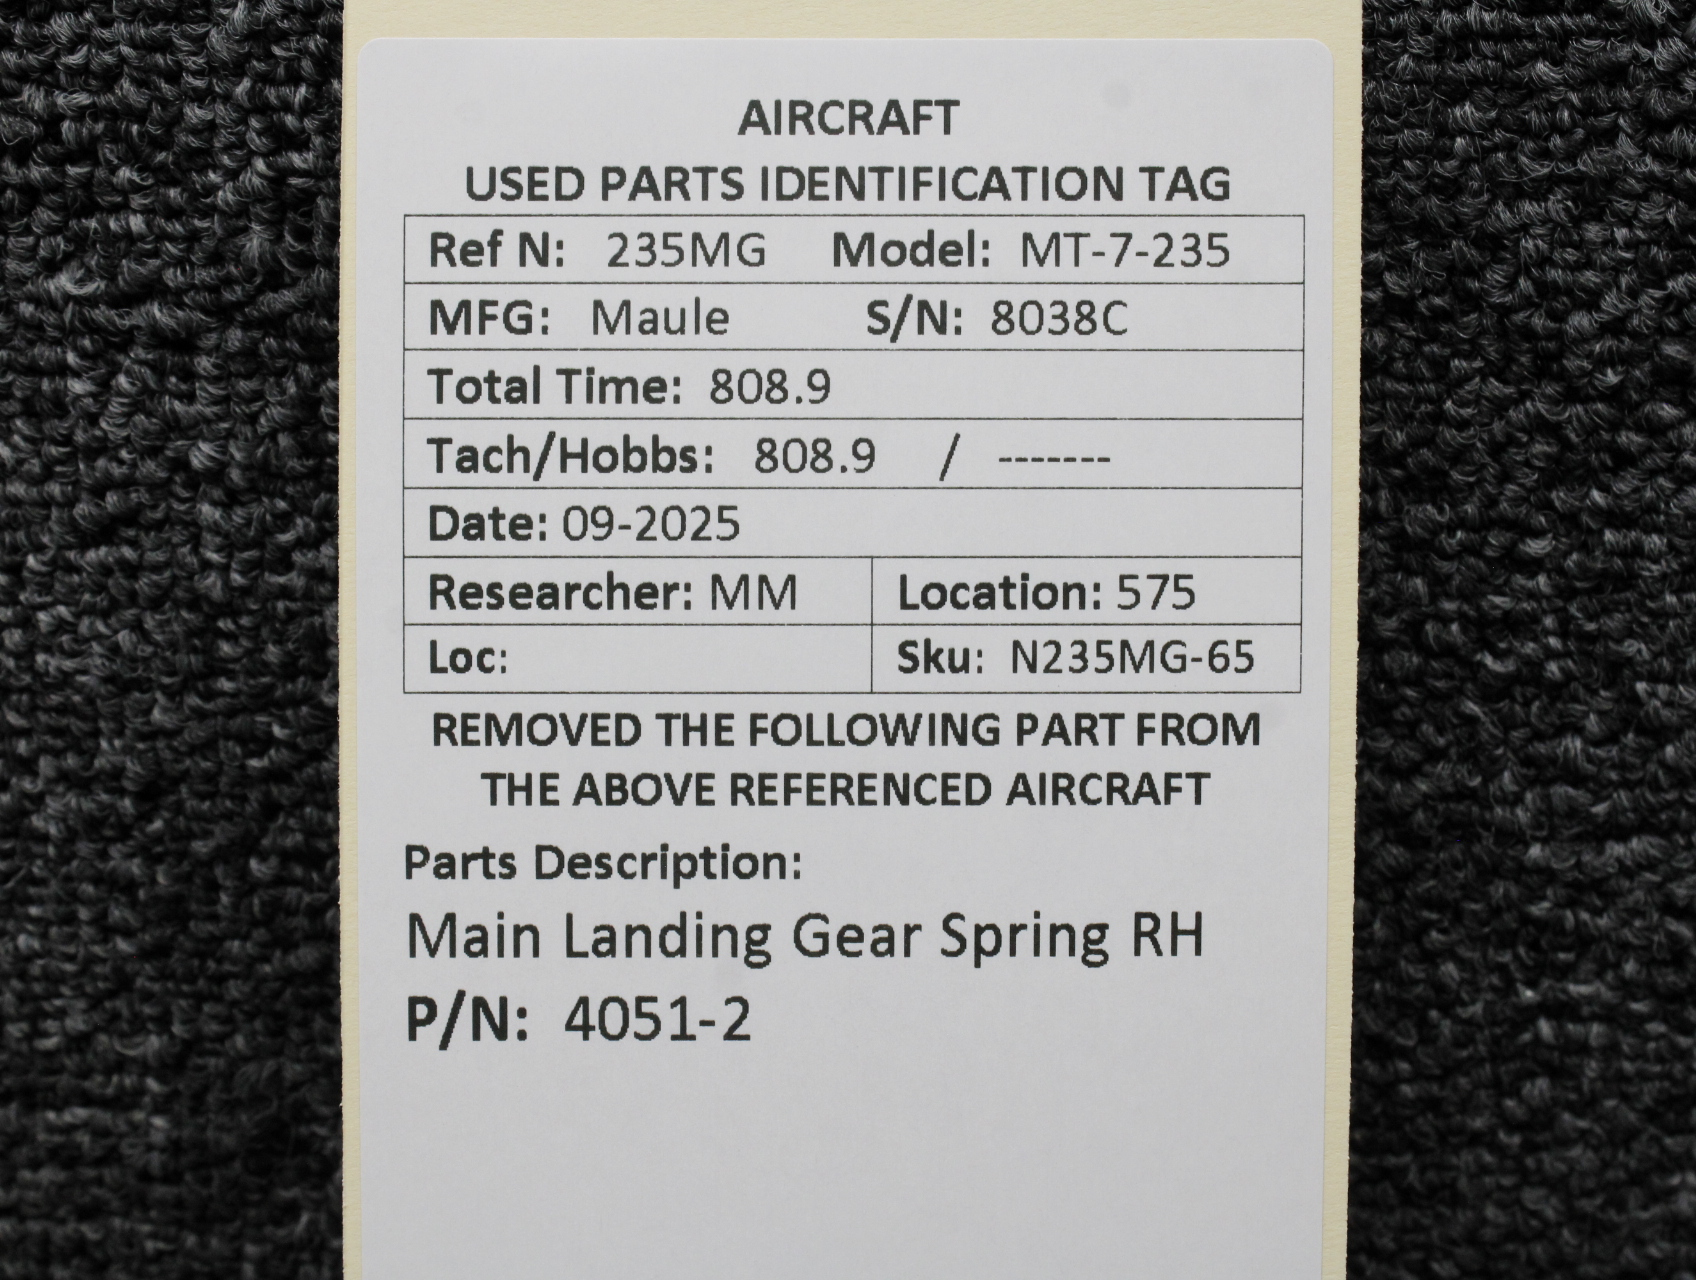 AIRCRAFT
USED PARTS IDENTIFICATION TAG
Ref N: 235MG Model: MT-7-235
MFG: Maule S/N: 8038C
Total Time: 808.9
Tach/Hobbs: 808.9 / -------
Date: 09-2025
Researcher: MM Location: 575
Loc: Sku: N235MG-65
REMOVED THE FOLLOWING PART FROM
THE ABOVE REFERENCED AIRCRAFT
Parts Description:
Main Landing Gear Spring RH
P/N: 4051-2